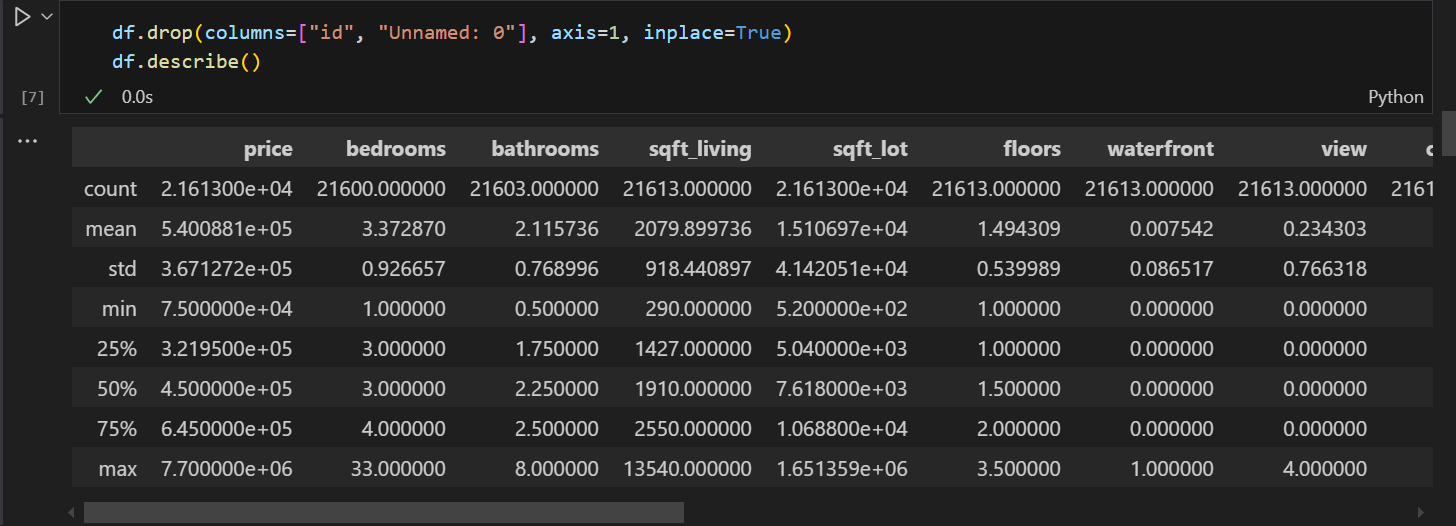 df.drop(columns=["id", "Unnamed: 0"], axis=1, inplace=True)
df.describe()
[7] 0.0s Python
...
price bedrooms bathrooms sqft_living sqft_lot floors waterfront view c
count 2.161300e+04 21600.000000 21603.000000 21613.000000 2.161300e+04 21613.000000 21613.000000 21613.000000 2161
mean 5.400881e+05 3.372870 2.115736 2079.899736 1.510697e+04 1.494309 0.007542 0.234303
std 3.671272e+05 0.926657 0.768996 918.440897 4.142051e+04 0.539989 0.086517 0.766318
min 7.500000e+04 1.000000 0.500000 290.000000 5.200000e+02 1.000000 0.000000 0.000000
25% 3.219500e+05 3.000000 1.750000 1427.000000 5.040000e+03 1.000000 0.000000 0.000000
50% 4.500000e+05 3.000000 2.250000 1910.000000 7.618000e+03 1.500000 0.000000 0.000000
75% 6.450000e+05 4.000000 2.500000 2550.000000 1.068800e+04 2.000000 0.000000 0.000000
max 7.700000e+06 33.000000 8.000000 13540.000000 1.651359e+06 3.500000 1.000000 4.000000